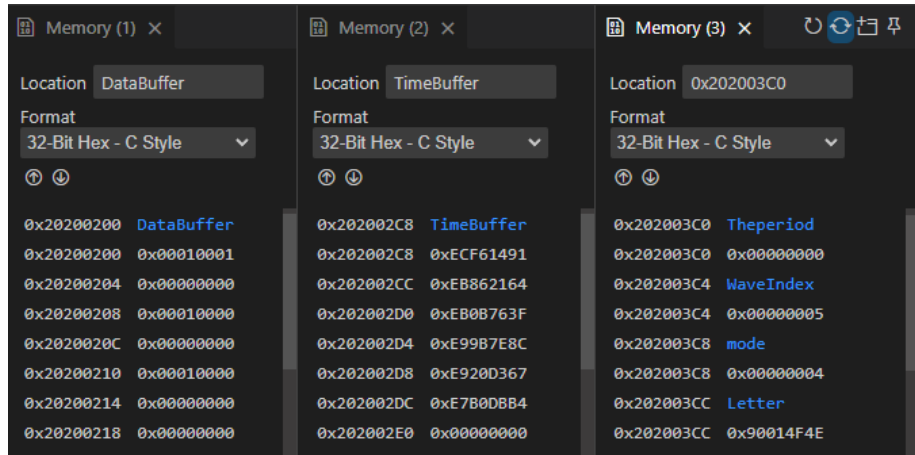 Memory (1)
Location DataBuffer
Format
32-Bit Hex - C Style
0x20200200 DataBuffer
0x20200200 0x00010001
0x20200204 0x00000000
0x20200208 0x00010000
0x2020020C 0x00000000
0x20200210 0x00010000
0x20200214 0x00000000
0x20200218 0x00000000
Memory (2)
Location TimeBuffer
Format
32-Bit Hex - C Style
0x202002C8 TimeBuffer
0x202002C8 0xECF61491
0x202002CC 0xEB862164
0x202002D0 0xEB0B763F
0x202002D4 0xE99B7E8C
0x202002D8 0xE920D367
0x202002DC 0xE7B0DBB4
0x202002E0 0x00000000
Memory (3)
Location 0x202003C0
Format
32-Bit Hex - C Style
0x202003C0 Theperiod
0x202003C0 0x00000000
0x202003C4 WaveIndex
0x202003C4 0x00000005
0x202003C8 mode
0x202003C8 0x00000004
0x202003CC Letter
0x202003CC 0x90014F4E